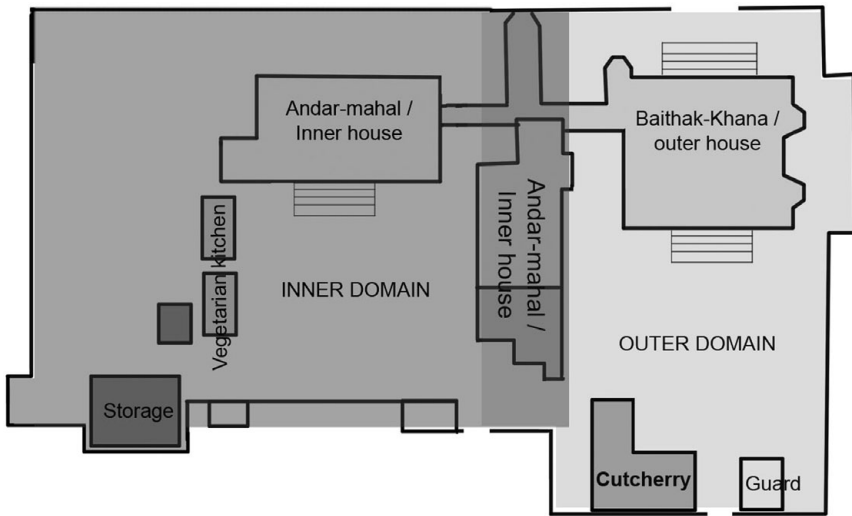 Andar-mahal /
Inner house
Baithak-Khana /
outer house
Andar-mahal /
Inner house
Vegetarian kitchen
INNER DOMAIN
OUTER DOMAIN
Storage
Cutcherry
Guard